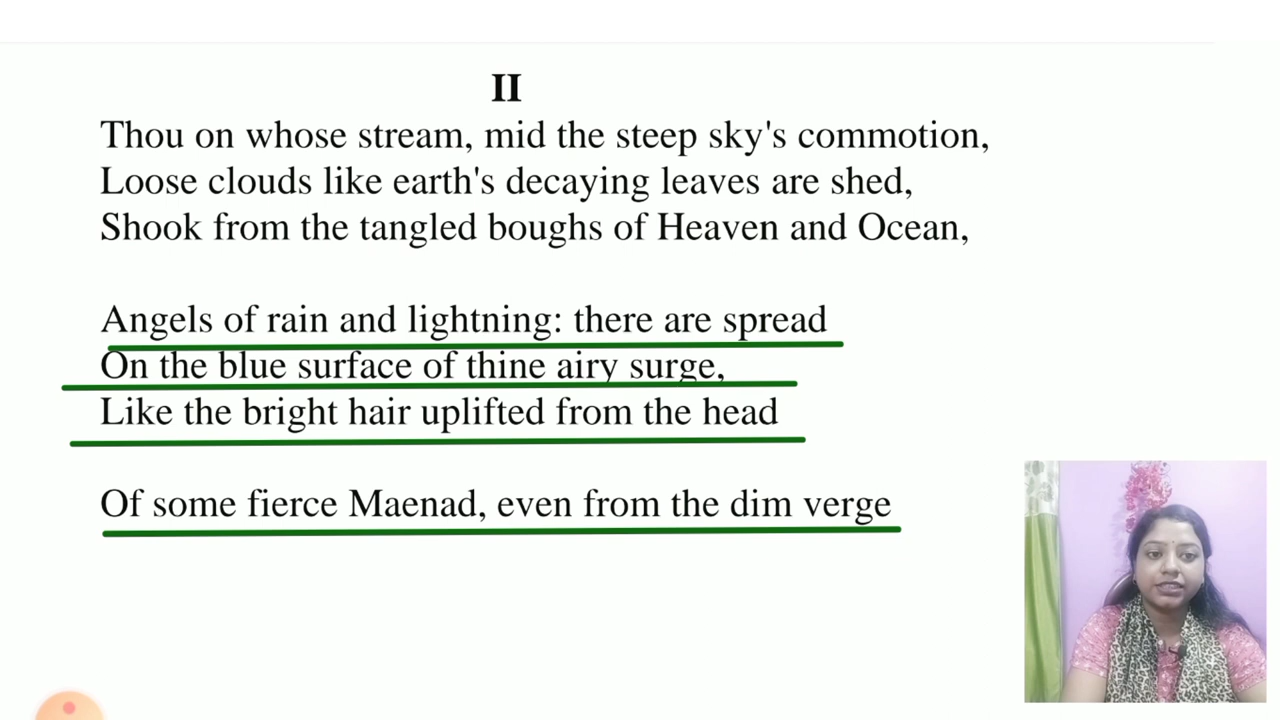 II
Thou on whose stream, mid the steep sky's commotion,
Loose clouds like earth's decaying leaves are shed,
Shook from the tangled boughs of Heaven and Ocean,
Angels of rain and lightning: there are spread
On the blue surface of thine airy surge,
Like the bright hair uplifted from the head
Of some fierce Maenad, even from the dim verge